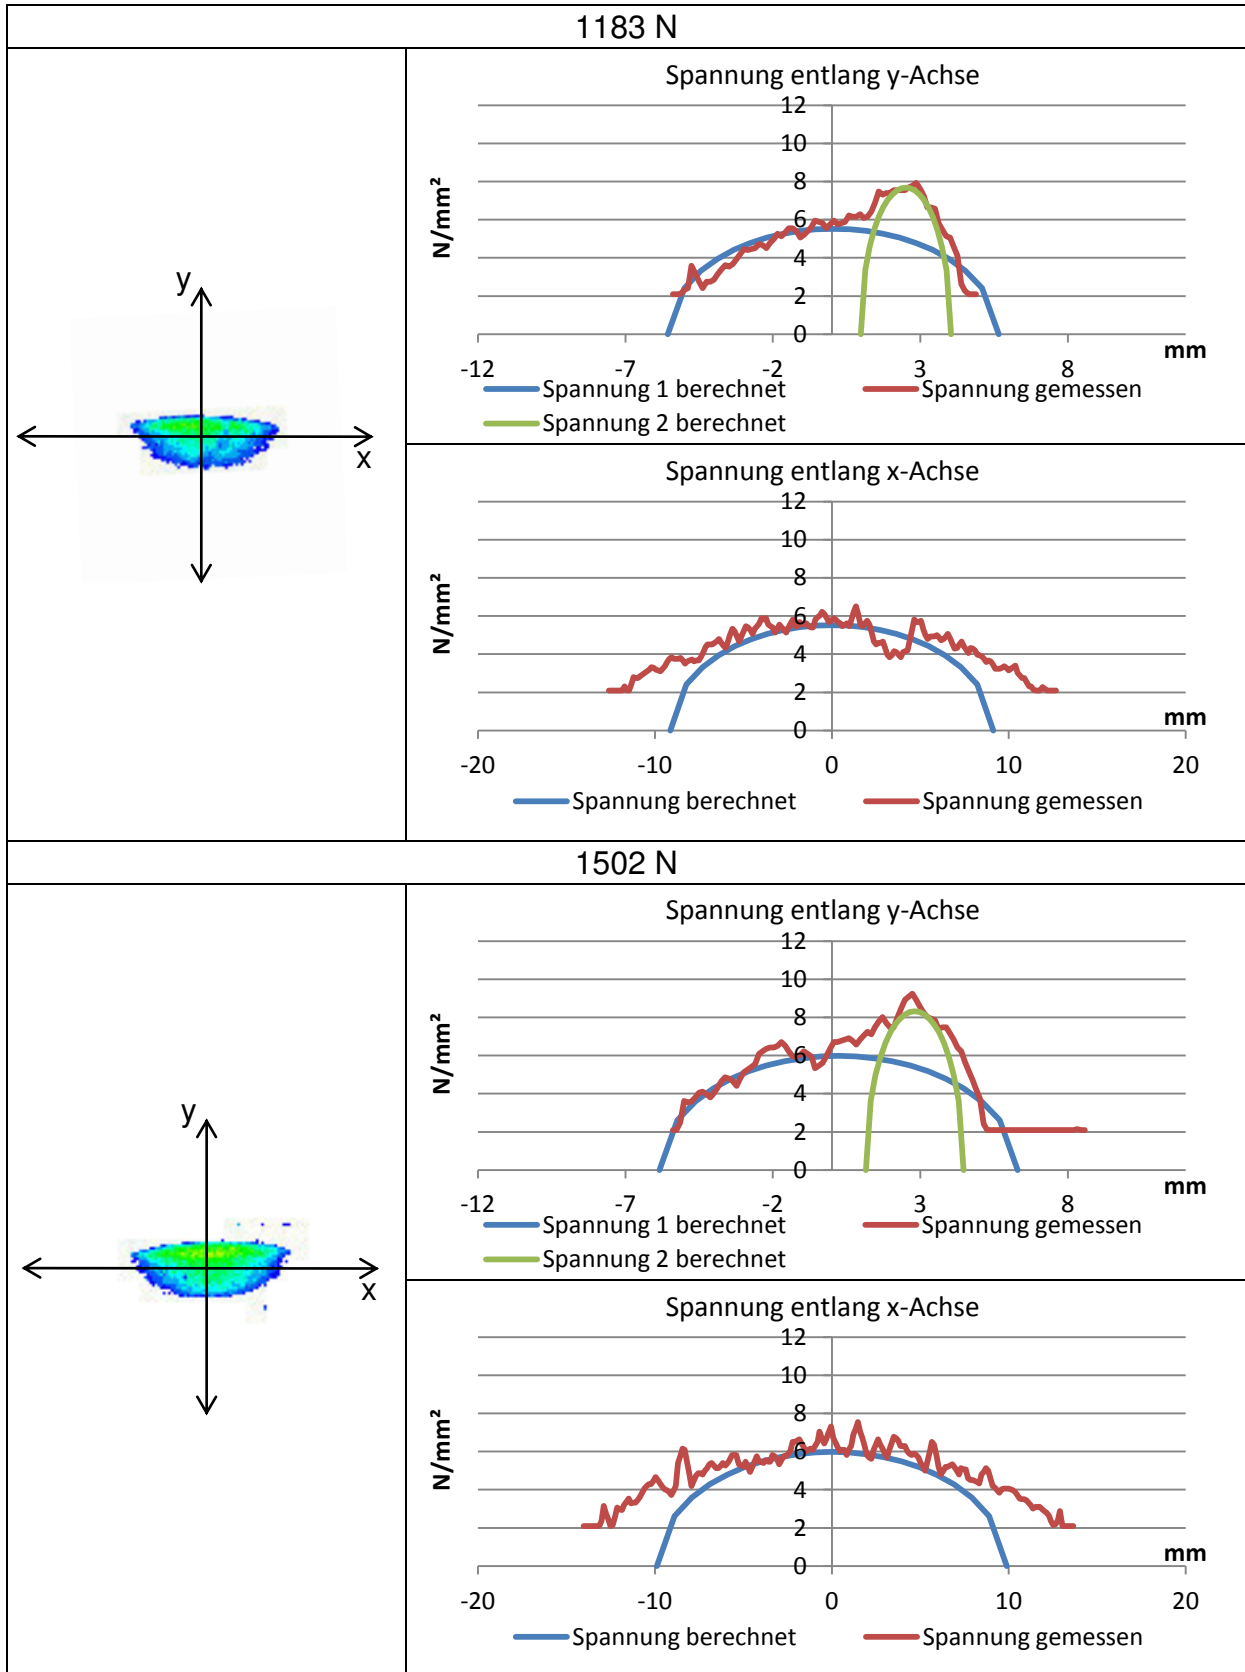 1183 N
y
x
Spannung entlang y-Achse
N/mm²
12
10
8
6
4
2
0
-12 -7 -2 3 8
mm
Spannung 1 berechnet Spannung gemessen
Spannung 2 berechnet
Spannung entlang x-Achse
N/mm²
12
10
8
6
4
2
0
mm
-20 -10 0 10 20
Spannung berechnet Spannung gemessen
1502 N
y
x
Spannung entlang y-Achse
N/mm²
12
10
8
6
4
2
0
mm
-12 -7 -2 3 8
Spannung 1 berechnet Spannung gemessen
Spannung 2 berechnet
Spannung entlang x-Achse
N/mm²
12
10
8
6
4
2
0
mm
-20 -10 0 10 20
Spannung berechnet Spannung gemessen